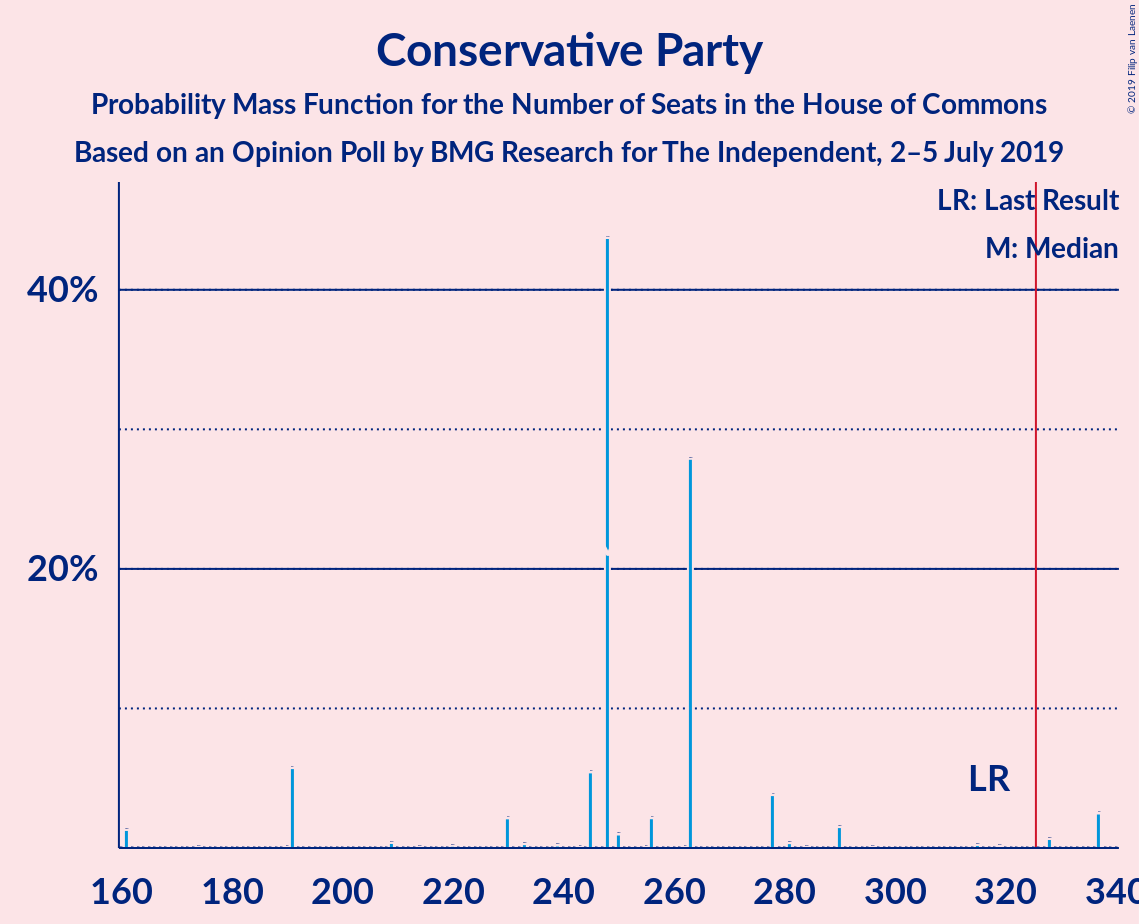 Conservative Party
Probability Mass Function for the Number of Seats in the House of Commons
Based on an Opinion Poll by BMG Research for The Independent, 2–5 July 2019
© 2019 Filip van Laenen
LR: Last Result
M: Median
40%
20%
LR
160 180 200 220 240 260 280 300 320 340